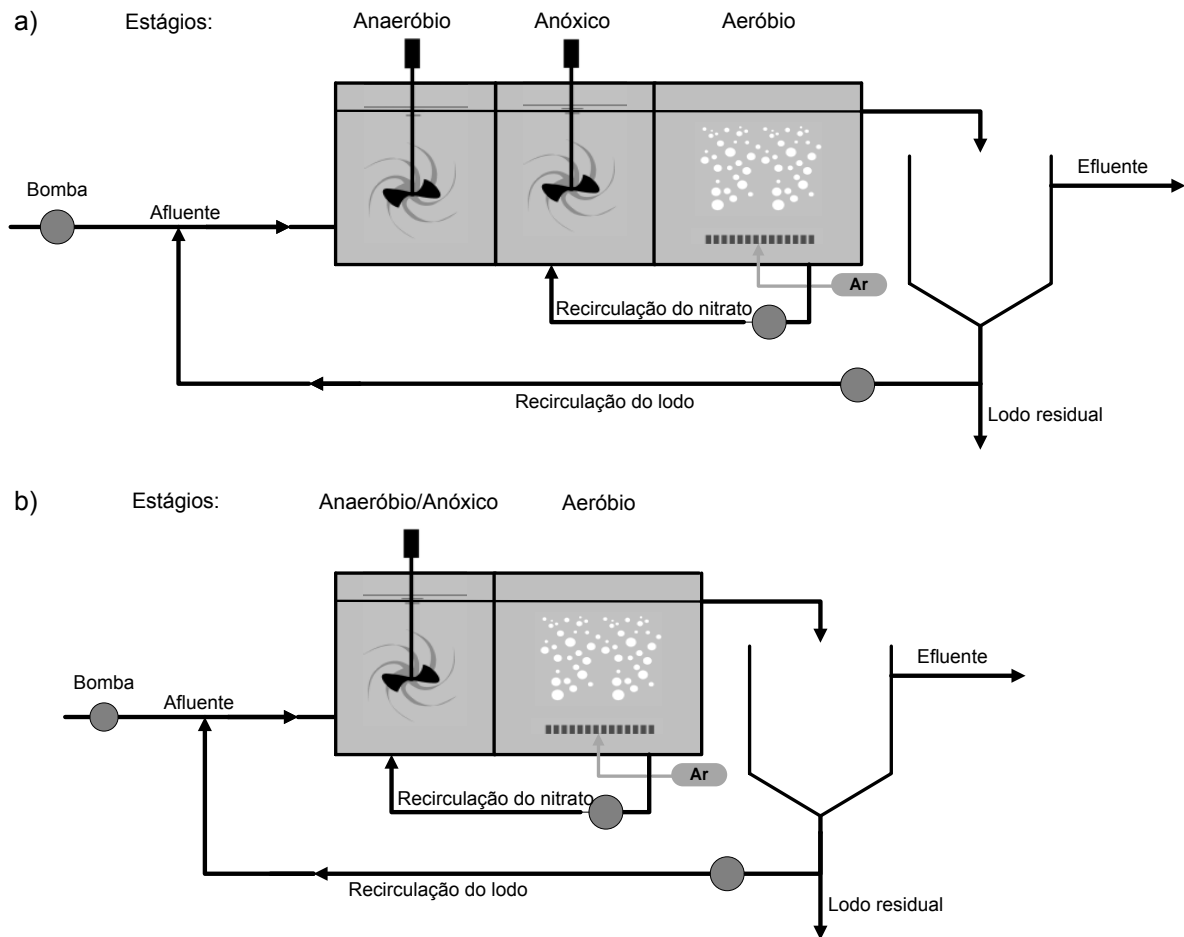 a)
Estágios:
Anaeróbio
Anóxico
Aeróbio
Bomba
Afluente
Efluente
Ar
Recirculação do nitrato
Recirculação do lodo
Lodo residual
b)
Estágios:
Anaeróbio/Anóxico
Aeróbio
Bomba
Afluente
Efluente
Ar
Recirculação do nitrato
Recirculação do lodo
Lodo residual